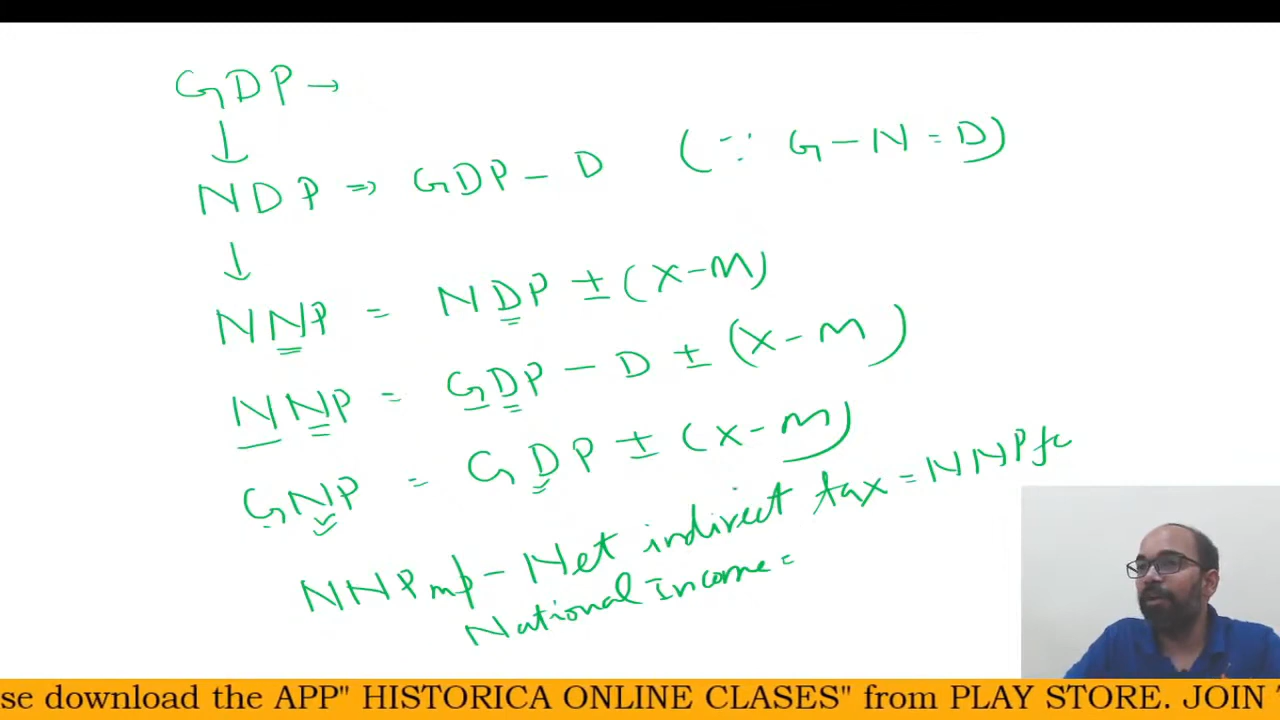 GDP →
↓
NDP ⇒ GDP - D (∵ G - N = D)
↓
NNP = NDP ± (X-M)
NNP = GDP - D ± (X-M)
GNP = GDP ± (X-M)
NNPmp - Net indirect tax = NNPfc
National Income =
se download the APP" HISTORICA ONLINE CLASES" from PLAY STORE. JOIN